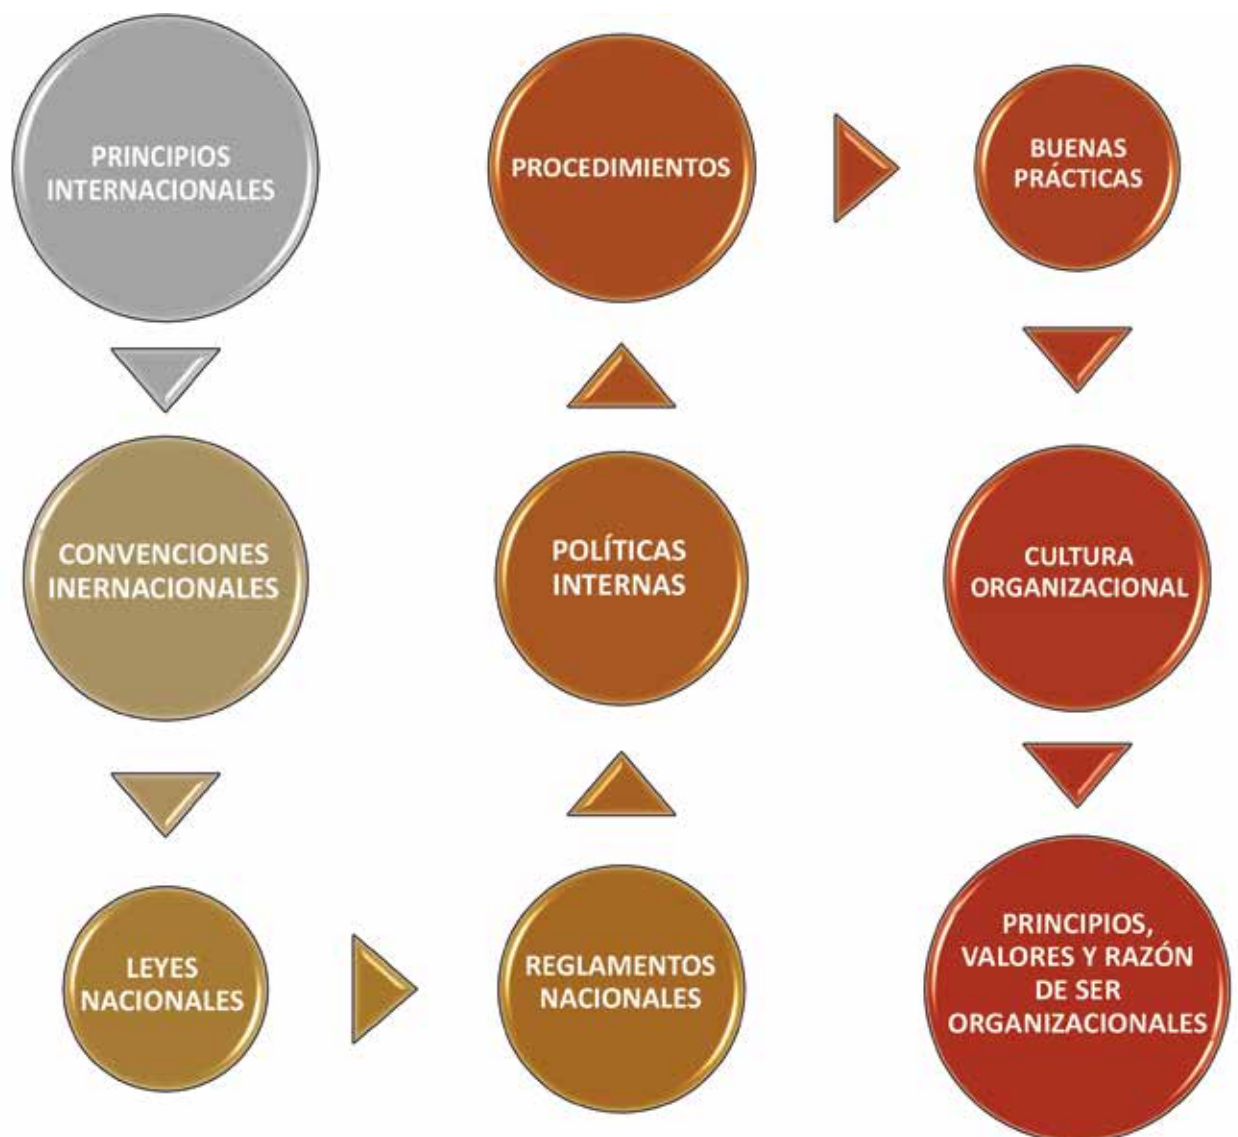 PRINCIPIOS
INTERNACIONALES
CONVENCIONES
INERNACIONALES
LEYES
NACIONALES
REGLAMENTOS
NACIONALES
POLÍTICAS
INTERNAS
PROCEDIMIENTOS
BUENAS
PRÁCTICAS
CULTURA
ORGANIZACIONAL
PRINCIPIOS,
VALORES Y RAZÓN
DE SER
ORGANIZACIONALES